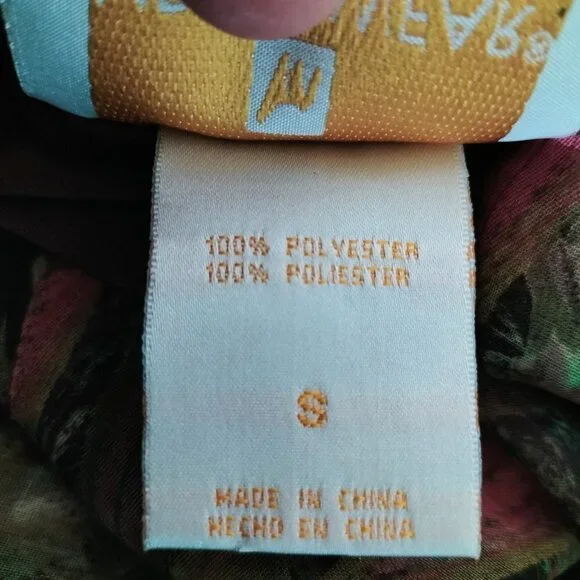 100% POLYESTER
100% POLIESTER
S
MADE IN CHINA
HECHO EN CHINA